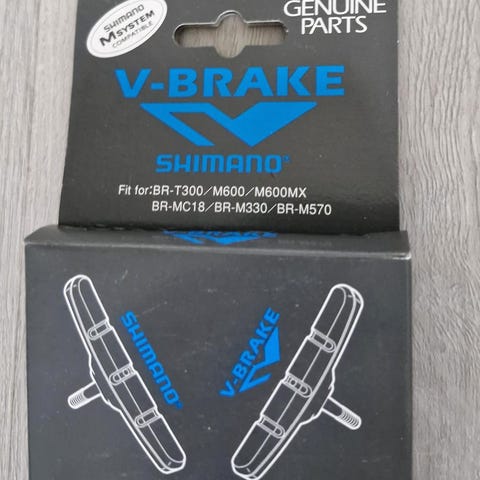 SHIMANO
M SYSTEM
COMPATIBLE
GENUINE
PARTS
V-BRAKE
SHIMANO®
Fit for:BR-T300/M600/M600MX
BR-MC18/BR-M330/BR-M570
V-BRAKE
SHIMANO®
V-BRAKE